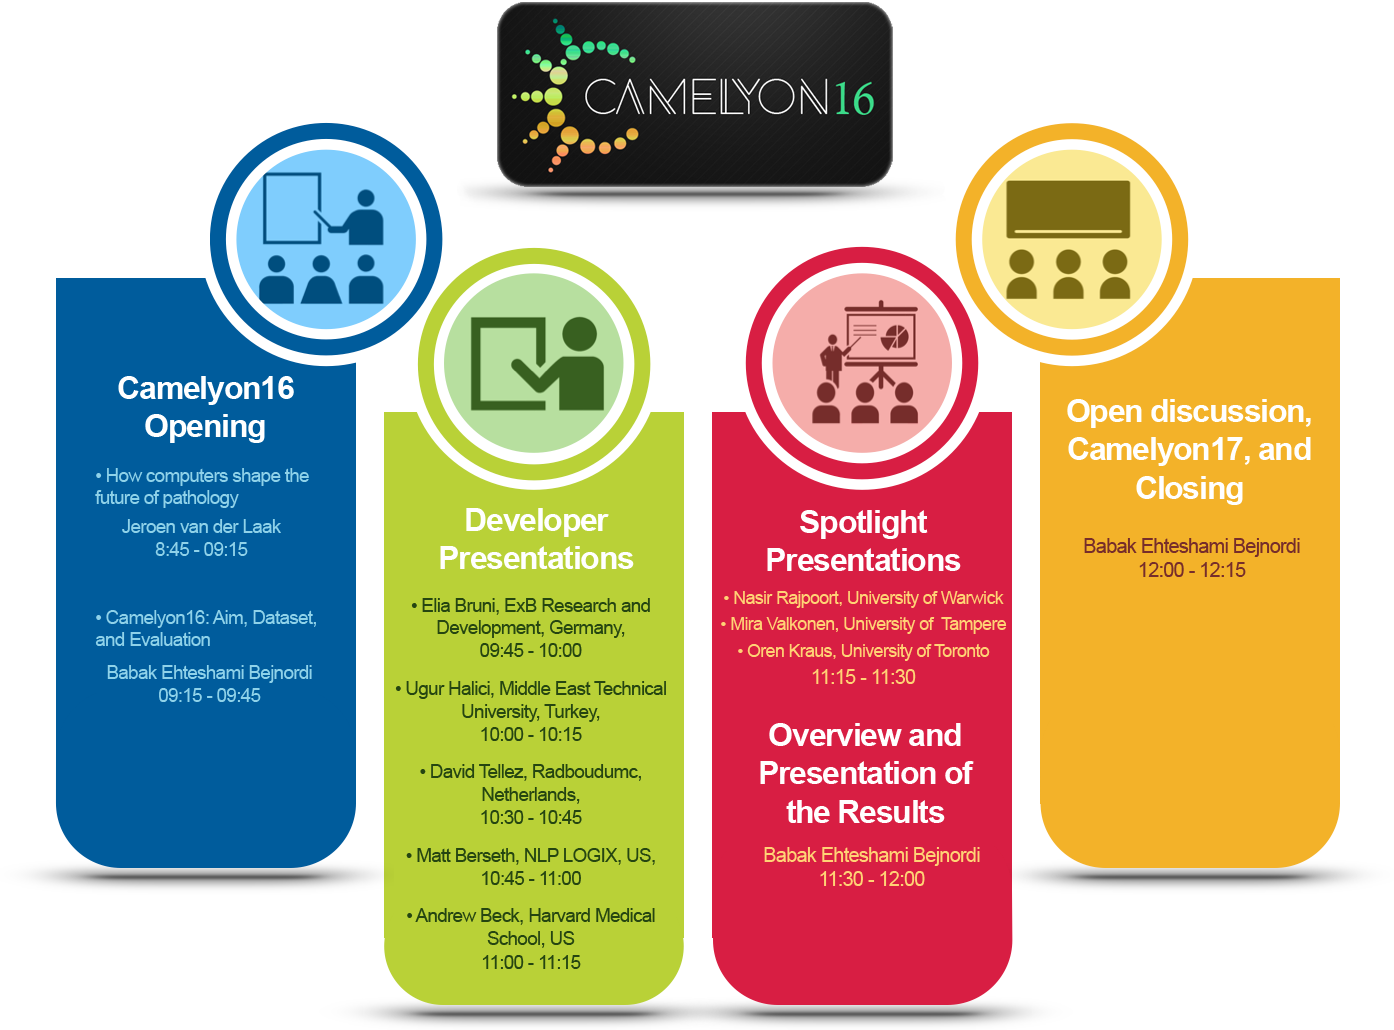 CAMELYON16
Camelyon16
Opening
• How computers shape the
future of pathology
Jeroen van der Laak
8:45 - 09:15
• Camelyon16: Aim, Dataset,
and Evaluation
Babak Ehteshami Bejnordi
09:15 - 09:45
Developer
Presentations
• Elia Bruni, ExB Research and
Development, Germany,
09:45 - 10:00
• Ugur Halici, Middle East Technical
University, Turkey,
10:00 - 10:15
• David Tellez, Radboudumc,
Netherlands,
10:30 - 10:45
• Matt Berseth, NLP LOGIX, US,
10:45 - 11:00
• Andrew Beck, Harvard Medical
School, US
11:00 - 11:15
Spotlight
Presentations
• Nasir Rajpoort, University of Warwick
• Mira Valkonen, University of Tampere
• Oren Kraus, University of Toronto
11:15 - 11:30
Overview and
Presentation of
the Results
Babak Ehteshami Bejnordi
11:30 - 12:00
Open discussion,
Camelyon17, and
Closing
Babak Ehteshami Bejnordi
12:00 - 12:15